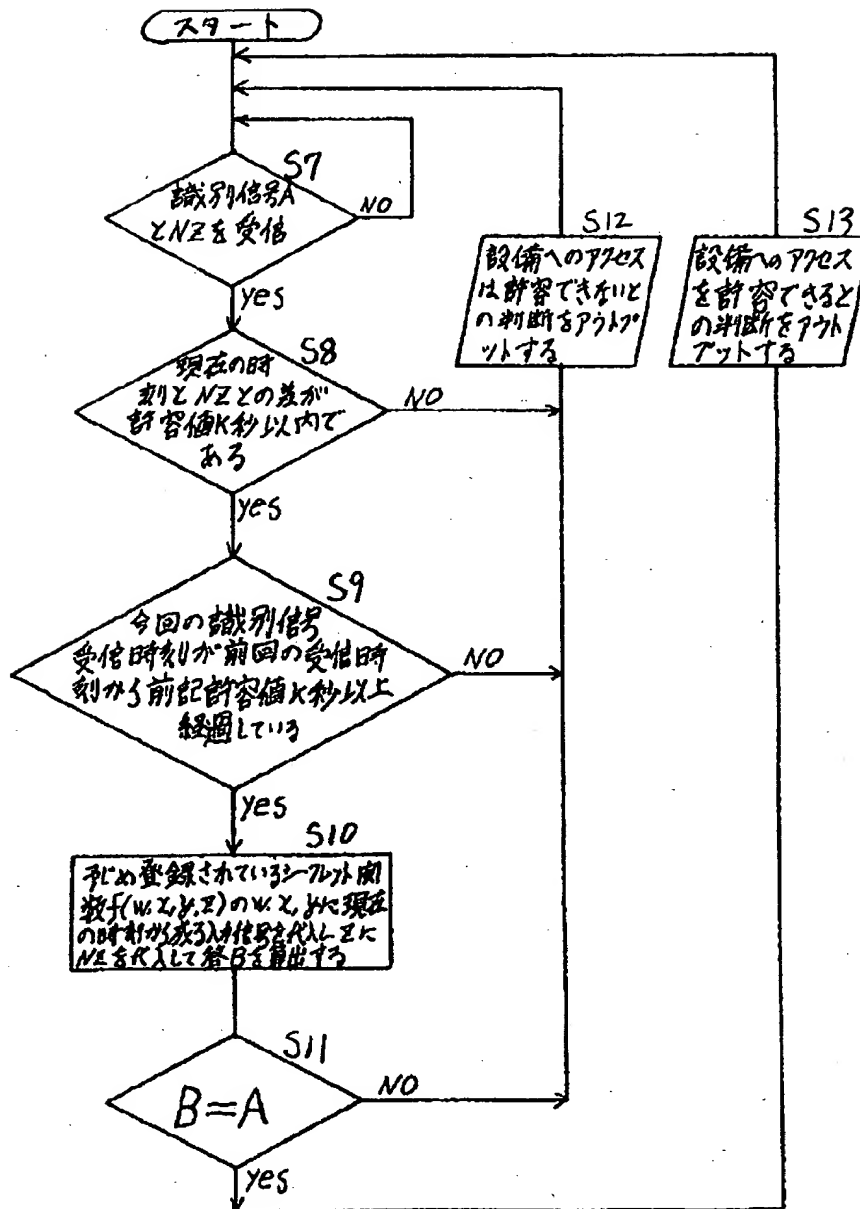 スタート
S7
識別信号A
とNZを受信
NO
yes
S8
現在の時
刻とNZとの差が
許容値K秒以内で
ある
NO
yes
S9
今回の識別信号
受信時刻が前回の受信時
刻から前記許容値K秒以上
経過している
NO
yes
S10
予じめ登録されているシークレット関
数f(w.x,y.z)のw.x,yに現在
の時刻から成る入力信号を代入しzに
NZを代入して答Bを算出する
S11
B=A
NO
yes
S12
設備へのアクセス
は許容できないと
の判断をアウトプ
ットする
S13
設備へのアクセス
を許容できると
の判断をアウト
プットする